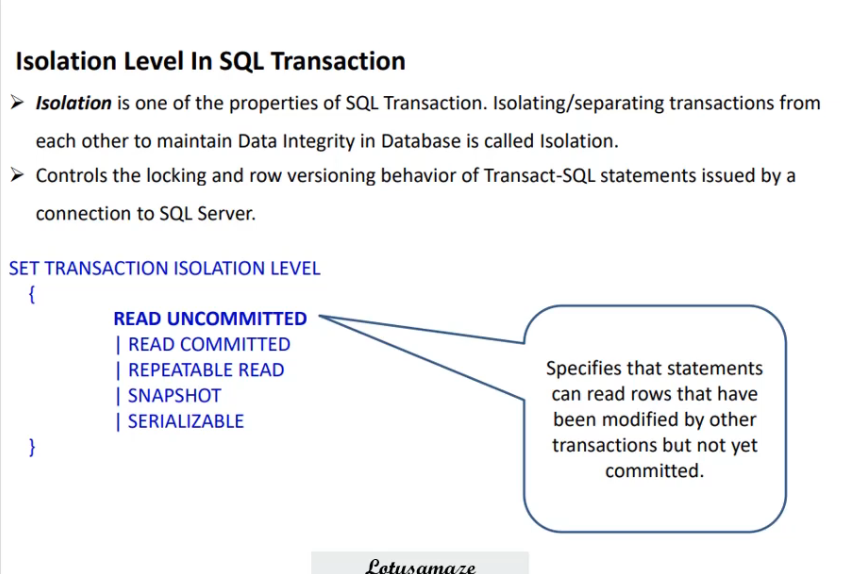 Isolation Level In SQL Transaction
➢ Isolation is one of the properties of SQL Transaction. Isolating/separating transactions from
each other to maintain Data Integrity in Database is called Isolation.
➢ Controls the locking and row versioning behavior of Transact-SQL statements issued by a
connection to SQL Server.
SET TRANSACTION ISOLATION LEVEL
{
READ UNCOMMITTED
| READ COMMITTED
| REPEATABLE READ
| SNAPSHOT
| SERIALIZABLE
}
Specifies that statements
can read rows that have
been modified by other
transactions but not yet
committed.
Lotusamaze